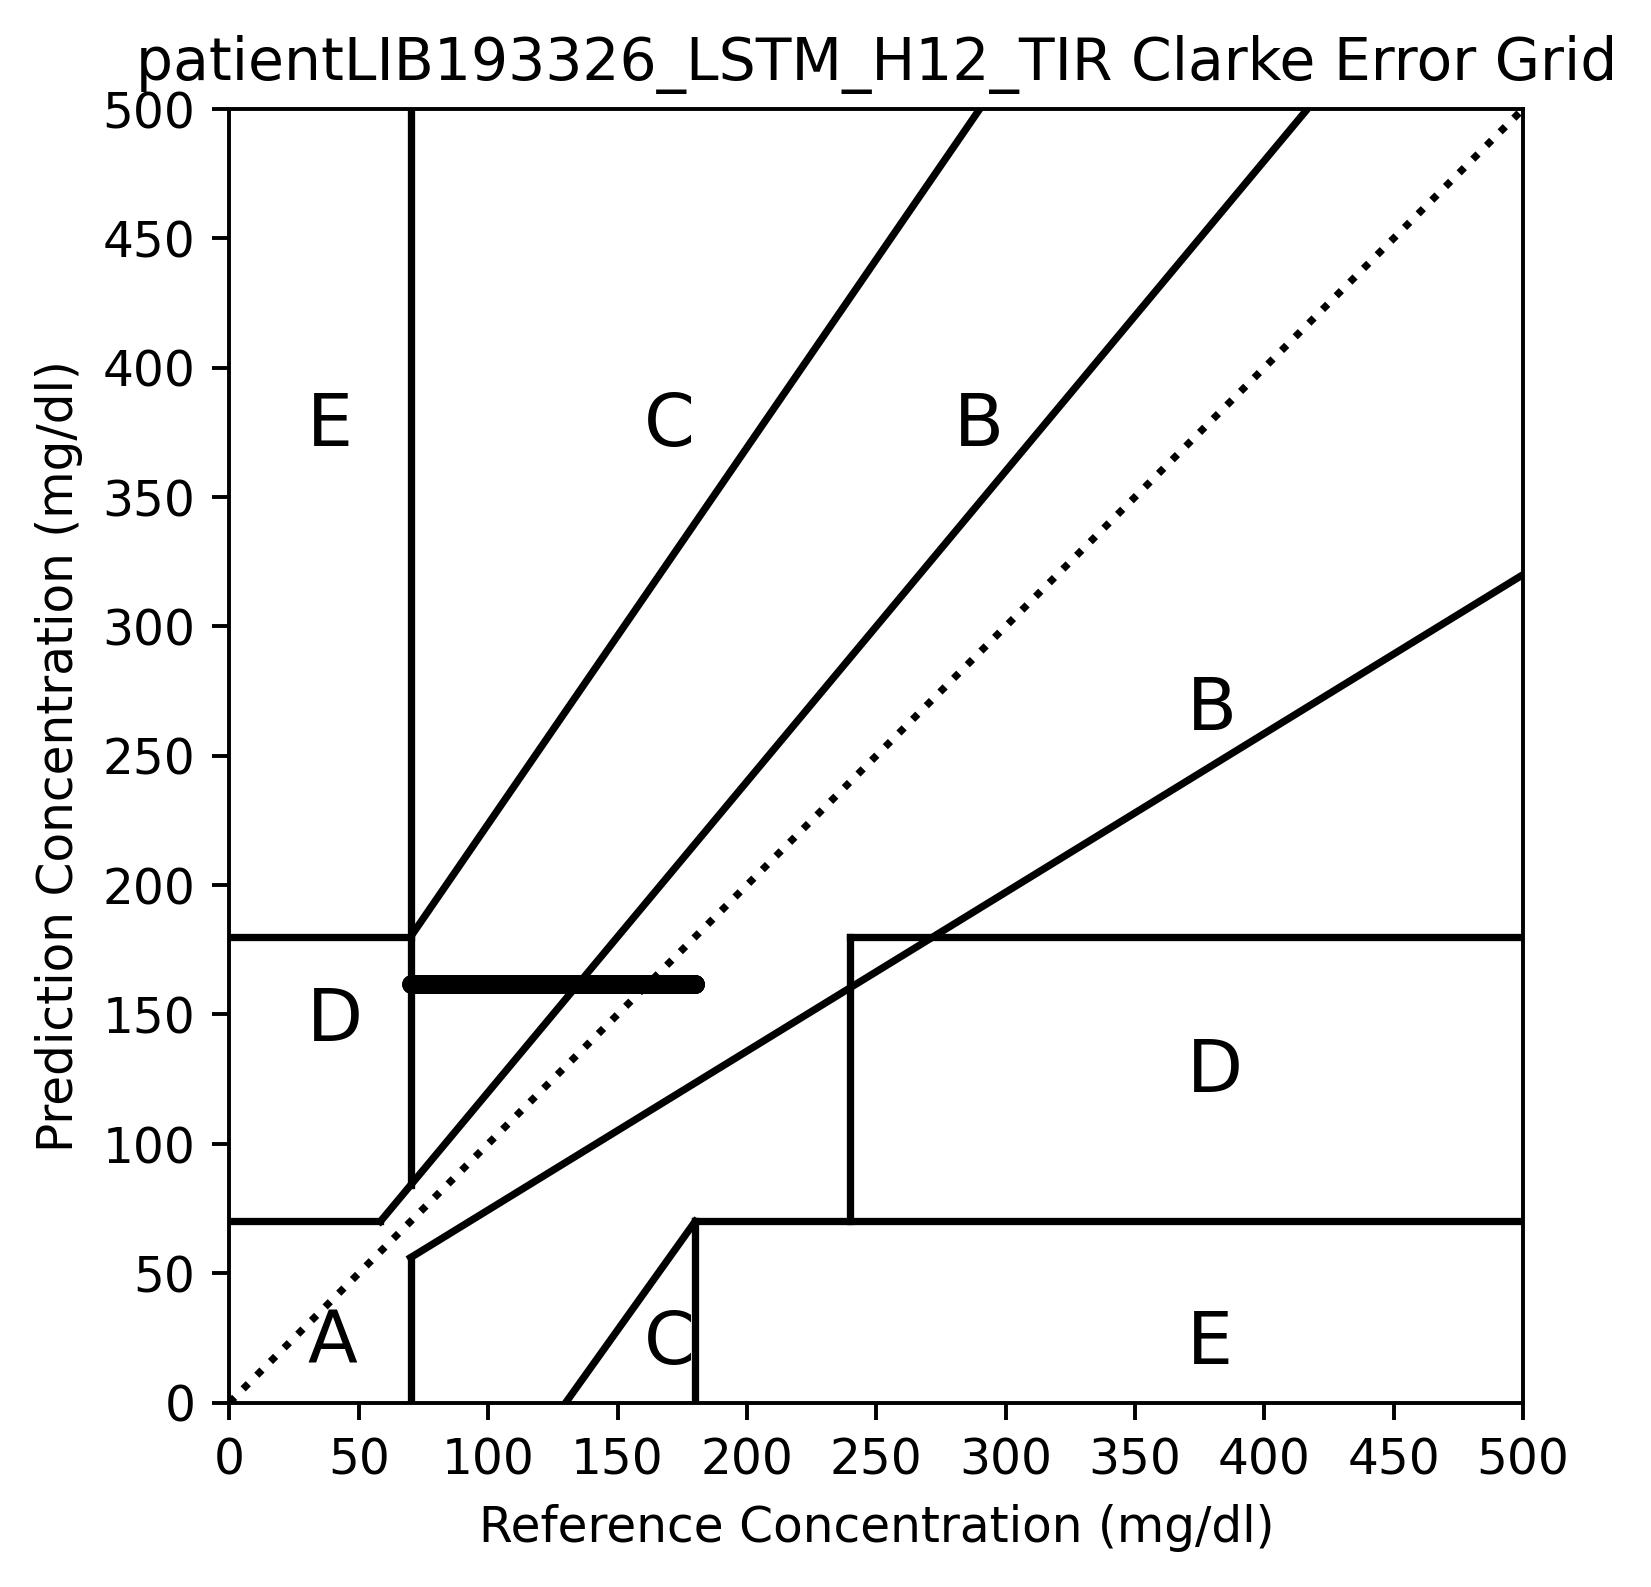 patientLIB193326_LSTM_H12_TIR Clarke Error Grid
500
450
400
350
300
250
200
150
100
50
0
Prediction Concentration (mg/dl)
E
C
B
B
D
D
A
C
E
0 50 100 150 200 250 300 350 400 450 500
Reference Concentration (mg/dl)